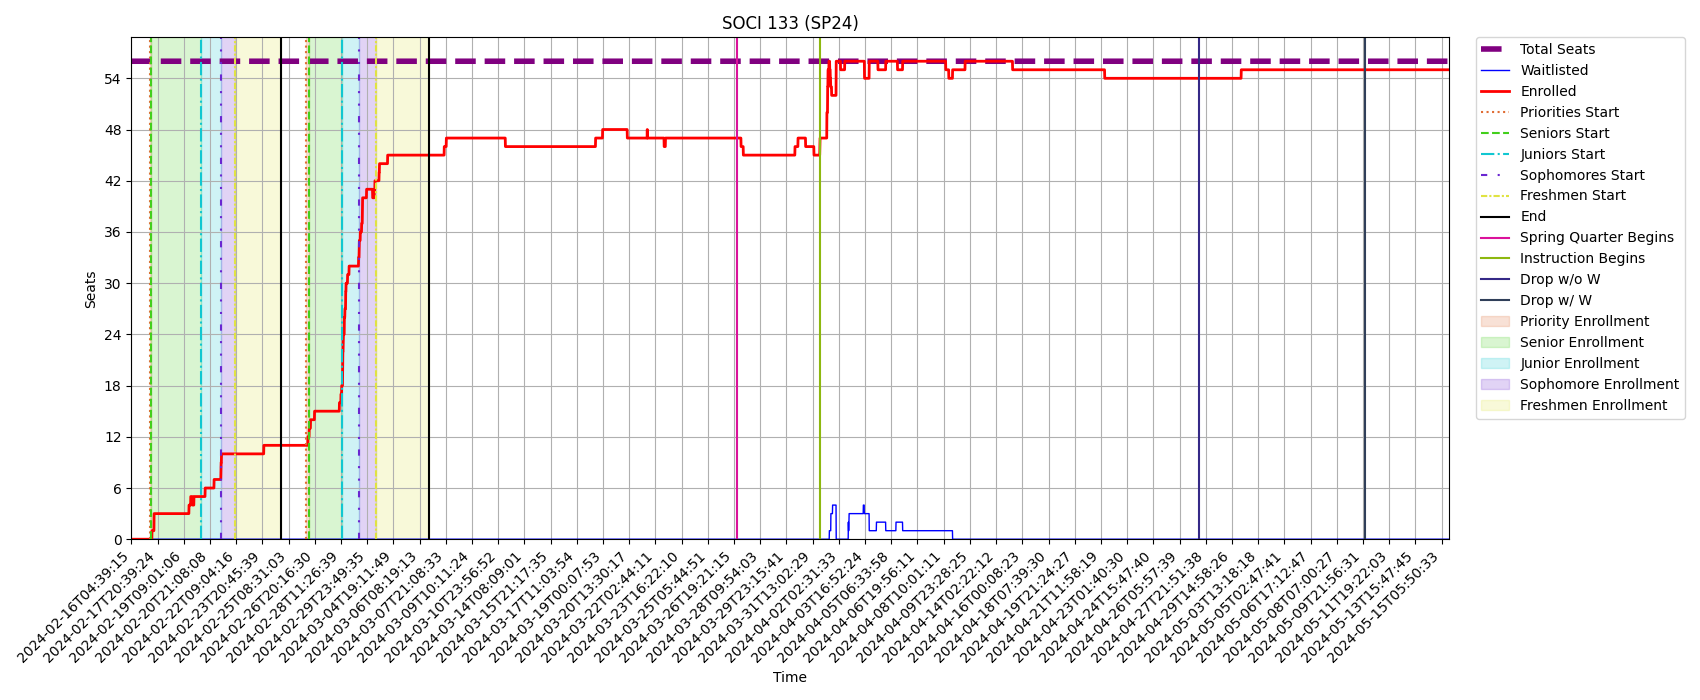 SOCI 133 (SP24)
Seats
54
48
42
36
30
24
18
12
6
0
2024-02-16T04:39:15
2024-02-17T20:39:24
2024-02-19T09:01:06
2024-02-20T21:08:08
2024-02-22T09:04:16
2024-02-23T20:45:39
2024-02-25T08:31:03
2024-02-26T20:16:30
2024-02-28T11:26:39
2024-02-29T23:49:35
2024-03-04T19:11:49
2024-03-06T08:19:13
2024-03-07T21:08:33
2024-03-09T10:11:24
2024-03-10T23:56:52
2024-03-14T08:09:01
2024-03-15T21:17:35
2024-03-17T11:03:54
2024-03-19T00:07:53
2024-03-20T13:30:17
2024-03-22T02:44:11
2024-03-23T16:22:10
2024-03-25T05:44:51
2024-03-26T19:21:15
2024-03-28T09:54:03
2024-03-29T23:15:41
2024-03-31T13:02:29
2024-04-02T02:31:33
2024-04-03T16:52:24
2024-04-05T06:33:58
2024-04-06T19:56:11
2024-04-08T10:01:11
2024-04-09T23:28:25
2024-04-14T02:22:12
2024-04-16T00:08:23
2024-04-18T07:39:30
2024-04-19T21:24:27
2024-04-21T11:58:19
2024-04-23T01:40:30
2024-04-24T15:47:40
2024-04-26T05:57:39
2024-04-27T21:51:38
2024-04-29T14:58:26
2024-05-03T13:18:18
2024-05-05T02:47:41
2024-05-06T17:12:47
2024-05-08T07:00:27
2024-05-09T21:56:31
2024-05-11T19:22:03
2024-05-13T15:47:45
2024-05-15T05:50:33
Time
Total Seats
Waitlisted
Enrolled
Priorities Start
Seniors Start
Juniors Start
Sophomores Start
Freshmen Start
End
Spring Quarter Begins
Instruction Begins
Drop w/o W
Drop w/ W
Priority Enrollment
Senior Enrollment
Junior Enrollment
Sophomore Enrollment
Freshmen Enrollment